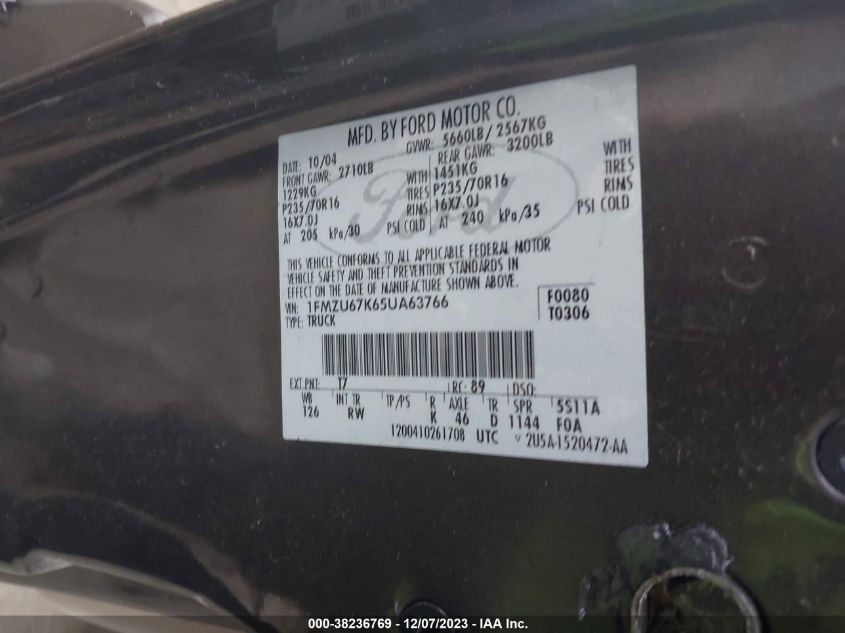 MFD. BY FORD MOTOR CO.
DATE: 10/04 GVWR: 5660LB/ 2567KG
FRONT GAWR: 2710LB REAR GAWR: 3200LB
1229KG WITH 1451KG WITH
P235/70R16 TIRES P235/70R16 TIRES
16X7.0J RIMS 16X7.0J RIMS
AT 205 kPa/30 PSI COLD AT 240 kPa/35 PSI COLD
Ford
THIS VEHICLE CONFORMS TO ALL APPLICABLE FEDERAL MOTOR
VEHICLE SAFETY AND THEFT PREVENTION STANDARDS IN
EFFECT ON THE DATE OF MANUFACTURE SHOWN ABOVE.
VIN: 1FMZU67K65UA63766 F0080
TYPE: TRUCK T0306
EXT PNT: T7 RC: 89 DSO:
WB INT TR TP/PS R AXLE TR SPR 5S11A
126 RW K 46 D 1144 F0A
1200410261708 UTC 2U5A-1520472-AA
000-38236769 - 12/07/2023 - IAA Inc.